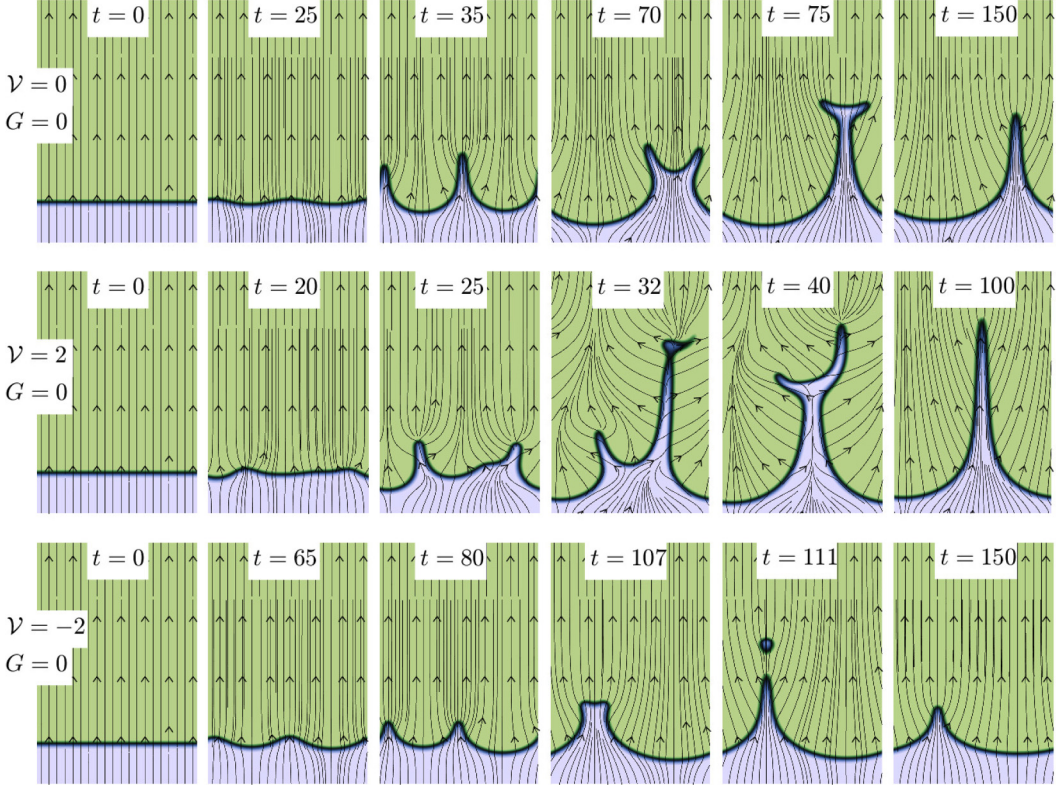 t = 0 t = 25 t = 35 t = 70 t = 75 t = 150
𝒱 = 0
G = 0
t = 0 t = 20 t = 25 t = 32 t = 40 t = 100
𝒱 = 2
G = 0
t = 0 t = 65 t = 80 t = 107 t = 111 t = 150
𝒱 = −2
G = 0